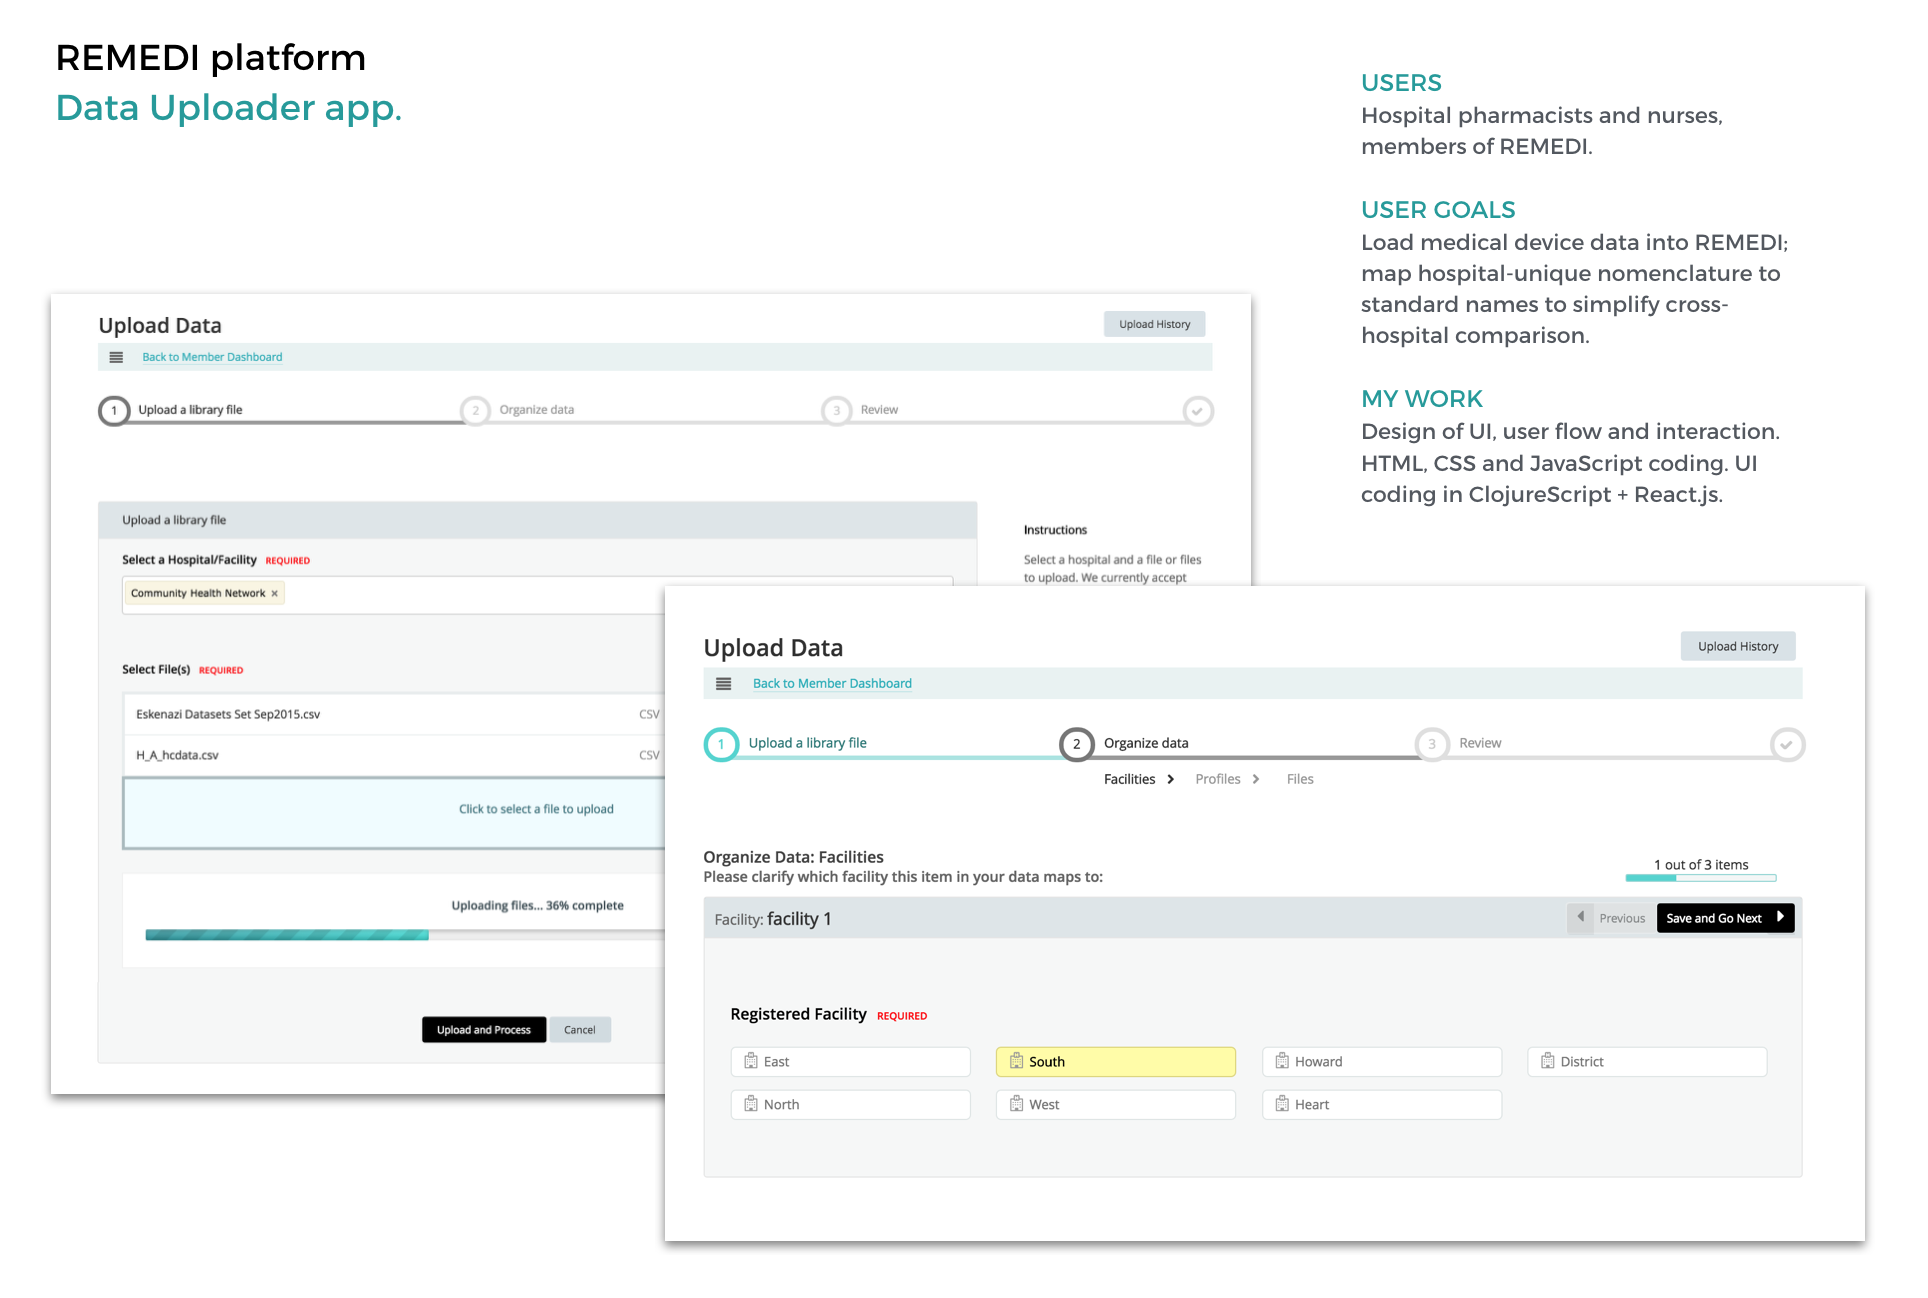 REMEDI platform
Data Uploader app.
USERS
Hospital pharmacists and nurses,
members of REMEDI.
USER GOALS
Load medical device data into REMEDI;
map hospital-unique nomenclature to
standard names to simplify cross-
hospital comparison.
MY WORK
Design of UI, user flow and interaction.
HTML, CSS and JavaScript coding. UI
coding in ClojureScript + React.js.
Upload Data
Upload History
Back to Member Dashboard
1 Upload a library file
2 Organize data
3 Review
Upload a library file
Select a Hospital/Facility REQUIRED
Community Health Network ×
Select File(s) REQUIRED
Eskenazi Datasets Set Sep2015.csv CSV
H_A_hcdata.csv CSV
Click to select a file to upload
Uploading files... 36% complete
Upload and Process Cancel
Instructions
Select a hospital and a file or files
to upload. We currently accept
Upload Data
Upload History
Back to Member Dashboard
1 Upload a library file
2 Organize data
3 Review
Facilities Profiles Files
Organize Data: Facilities
Please clarify which facility this item in your data maps to:
1 out of 3 items
Facility: facility 1
Previous Save and Go Next
Registered Facility REQUIRED
East South Howard District
North West Heart